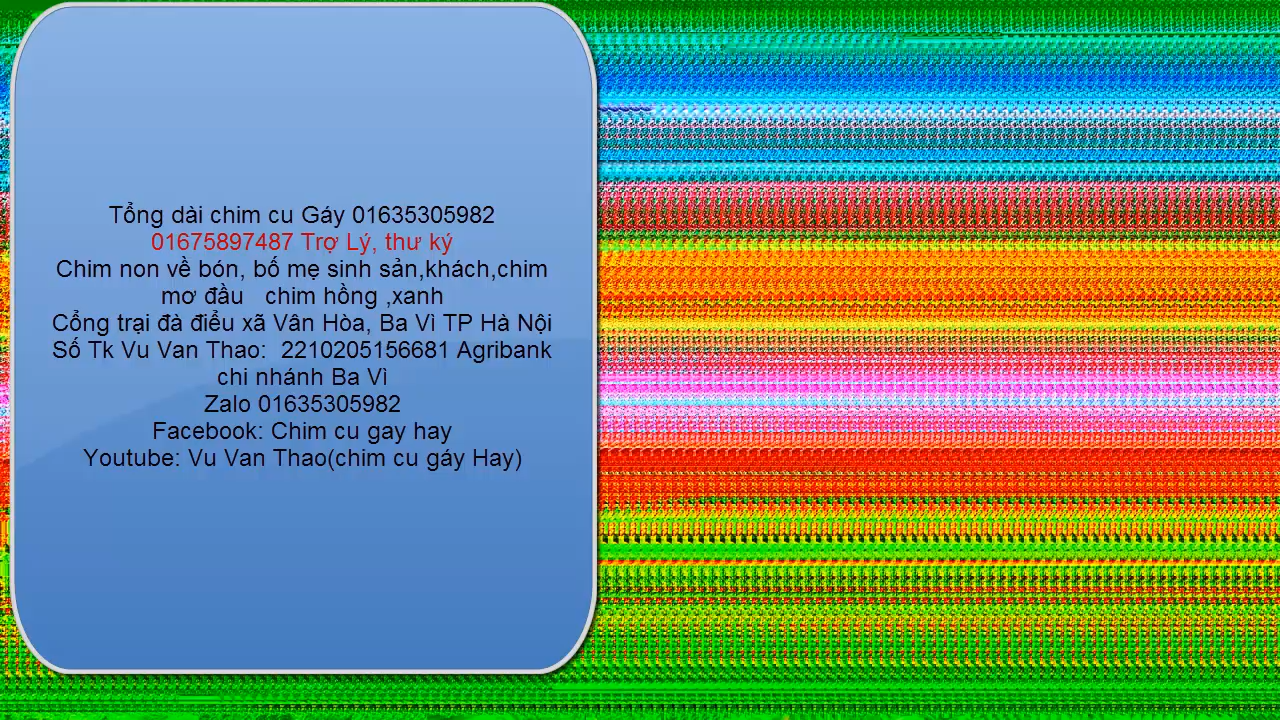 Tổng dài chim cu Gáy 01635305982
01675897487 Trợ Lý, thư ký
Chim non về bón, bố mẹ sinh sản,khách,chim
mơ đầu   chim hồng ,xanh
Cổng trại đà điểu xã Vân Hòa, Ba Vì TP Hà Nội
Số Tk Vu Van Thao:  2210205156681 Agribank
chi nhánh Ba Vì
Zalo 01635305982
Facebook: Chim cu gay hay
Youtube: Vu Van Thao(chim cu gáy Hay)